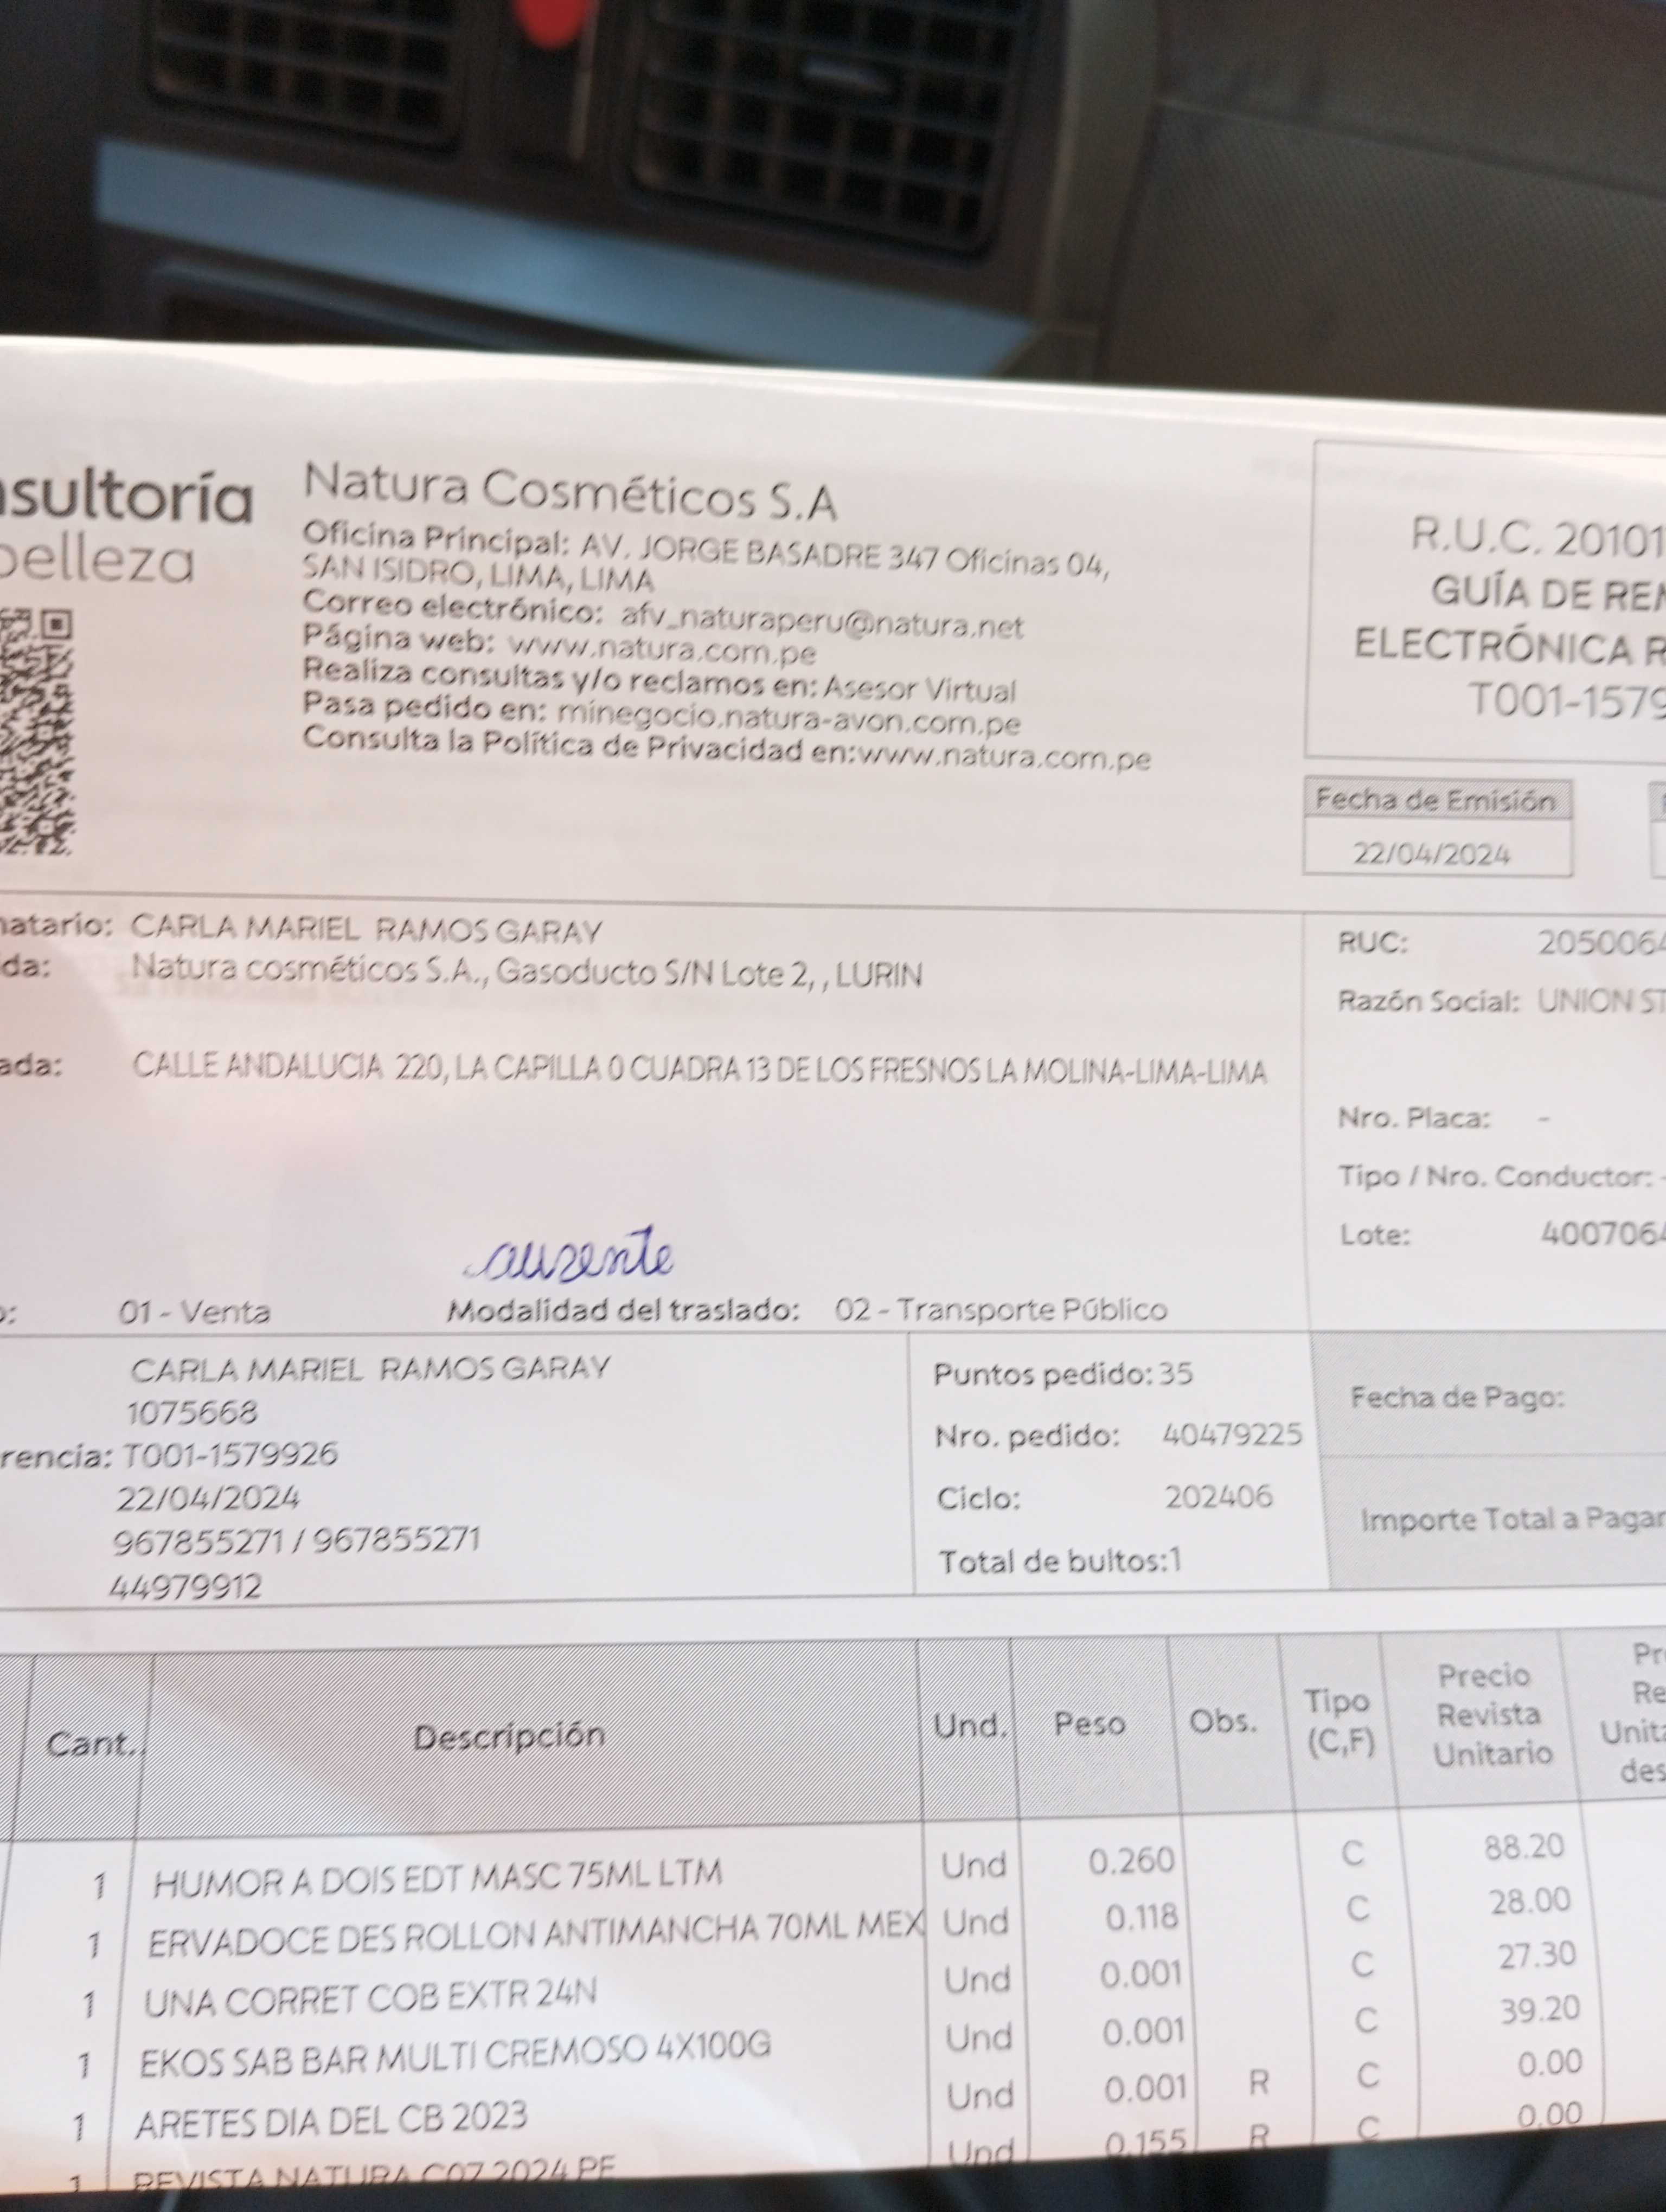 nsultoría
belleza
Natura Cosméticos S.A
Oficina Principal: AV. JORGE BASADRE 347 Oficinas 04,
SAN ISIDRO, LIMA, LIMA
Correo electrónico: afv_naturaperu@natura.net
Página web: www.natura.com.pe
Realiza consultas y/o reclamos en: Asesor Virtual
Pasa pedido en: minegocio.natura-avon.com.pe
Consulta la Política de Privacidad en:www.natura.com.pe
R.U.C. 20101
GUÍA DE REM
ELECTRÓNICA R
T001-1579
Fecha de Emisión
22/04/2024
natario: CARLA MARIEL RAMOS GARAY
da: Natura cosméticos S.A., Gasoducto S/N Lote 2, , LURIN
ada: CALLE ANDALUCIA 220, LA CAPILLA 0 CUADRA 13 DE LOS FRESNOS LA MOLINA-LIMA-LIMA
RUC: 2050064
Razón Social: UNION ST
Nro. Placa: -
Tipo / Nro. Conductor: -
Lote: 4007064
auzente
o: 01 - Venta Modalidad del traslado: 02 - Transporte Público
CARLA MARIEL RAMOS GARAY
1075668
rencia: T001-1579926
22/04/2024
967855271 / 967855271
44979912
Puntos pedido: 35
Nro. pedido: 40479225
Ciclo: 202406
Total de bultos:1
Fecha de Pago:
Importe Total a Pagar
Cant.. Descripción Und. Peso Obs. Tipo (C,F) Precio Revista Unitario Pr Re Unita des
1 HUMOR A DOIS EDT MASC 75ML LTM Und 0.260 C 88.20
1 ERVADOCE DES ROLLON ANTIMANCHA 70ML MEX Und 0.118 C 28.00
1 UNA CORRET COB EXTR 24N Und 0.001 C 27.30
1 EKOS SAB BAR MULTI CREMOSO 4X100G Und 0.001 C 39.20
1 ARETES DIA DEL CB 2023 Und 0.001 R C 0.00
1 REVISTA NATURA C07 2024 PE Und 0.155 R C 0.00